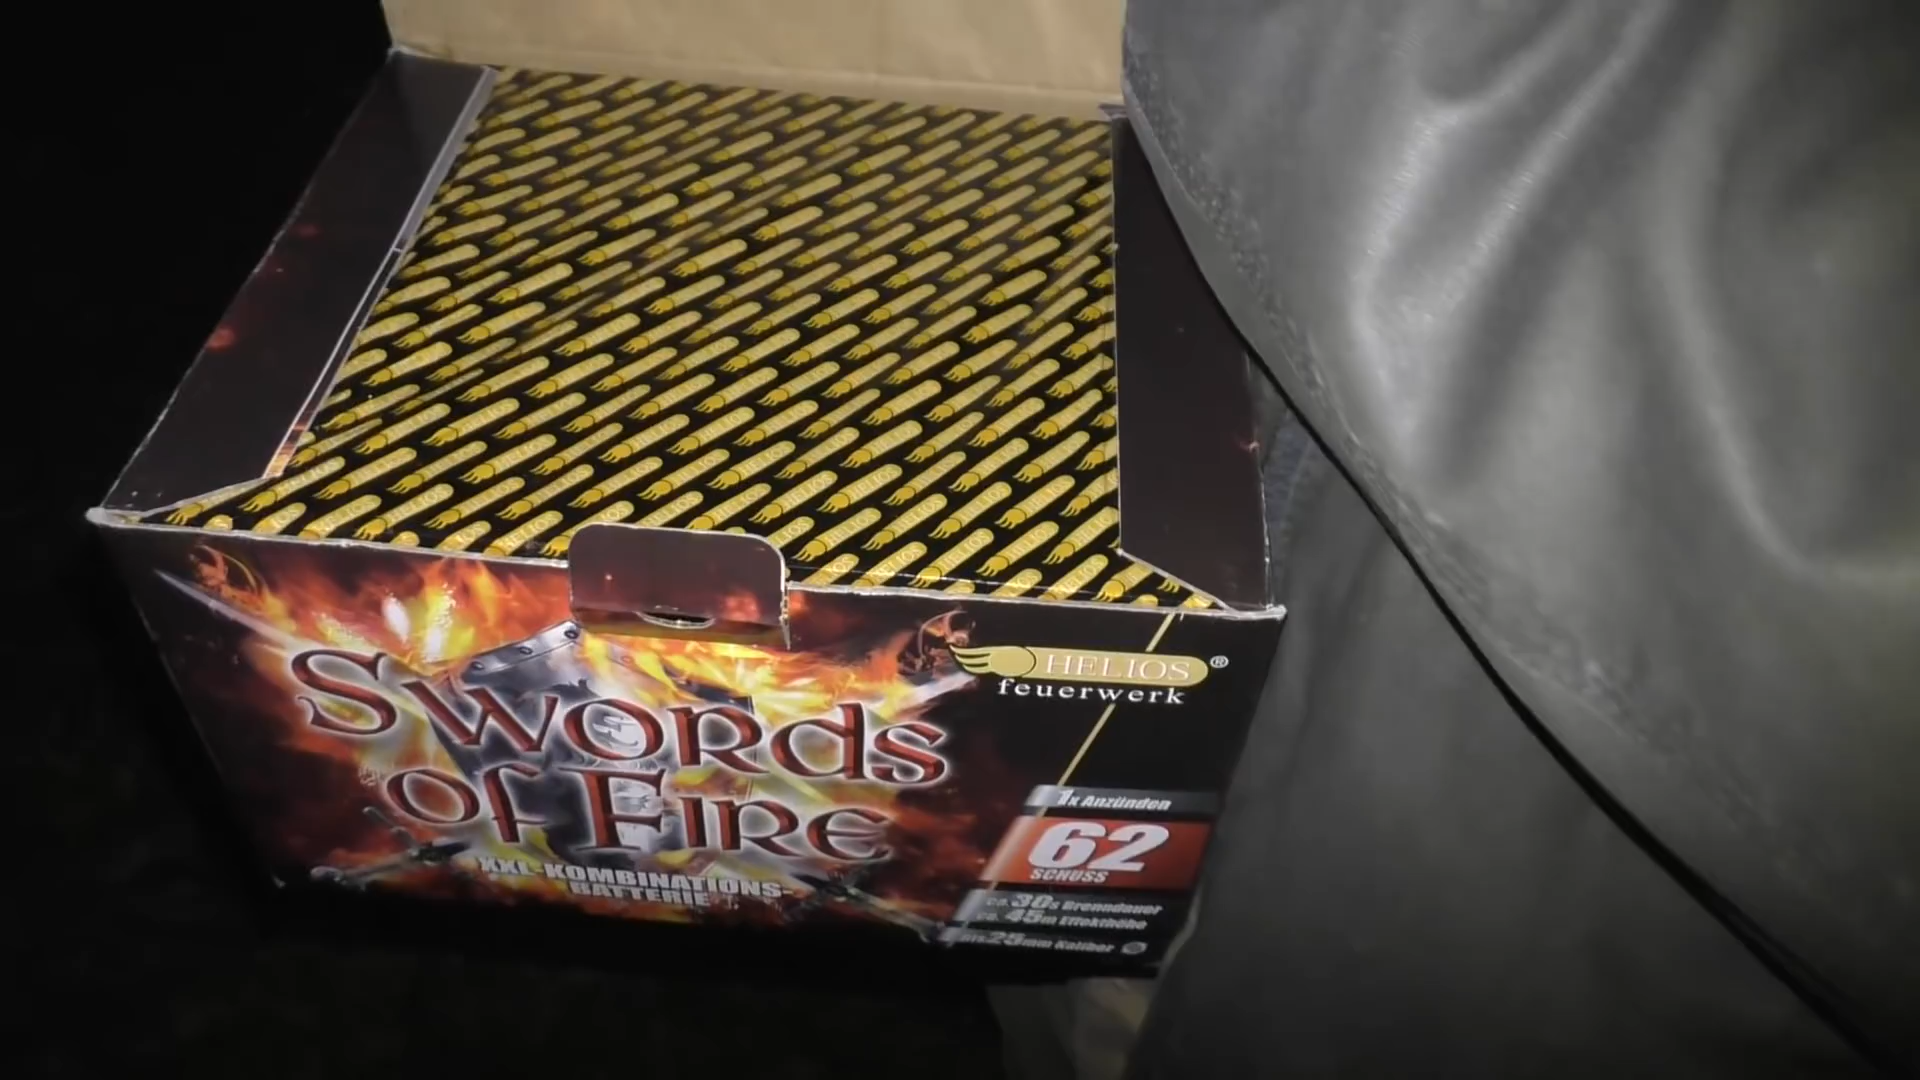 HELIOS®
feuerwerk
Swords
of Fire
XXL-KOMBINATIONS-
BATTERIE
1x Anzünden
62
SCHUSS
ca. 30s Brenndauer
ca. 45m Effekthöhe
25mm Kaliber